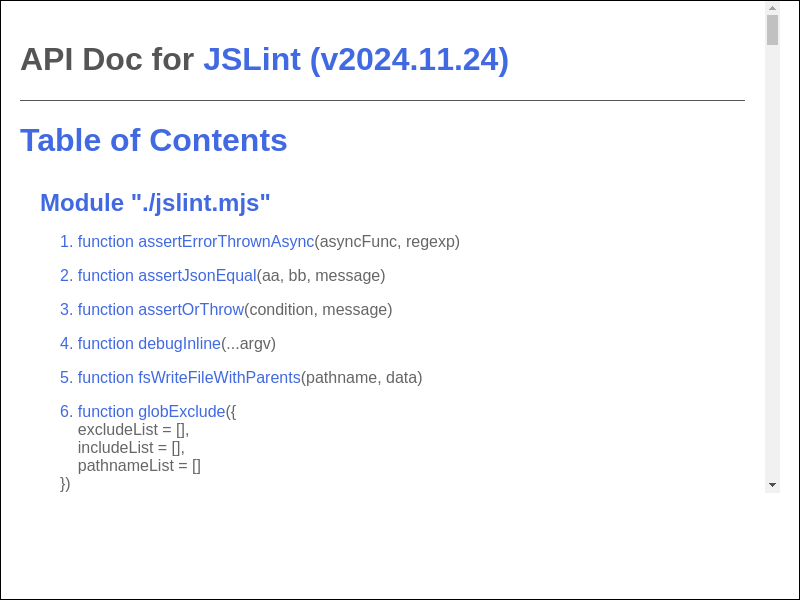 API Doc for JSLint (v2024.11.24)
Table of Contents
Module "./jslint.mjs"
1. function assertErrorThrownAsync(asyncFunc, regexp)
2. function assertJsonEqual(aa, bb, message)
3. function assertOrThrow(condition, message)
4. function debugInline(...argv)
5. function fsWriteFileWithParents(pathname, data)
6. function globExclude({
excludeList = [],
includeList = [],
pathnameList = []
})